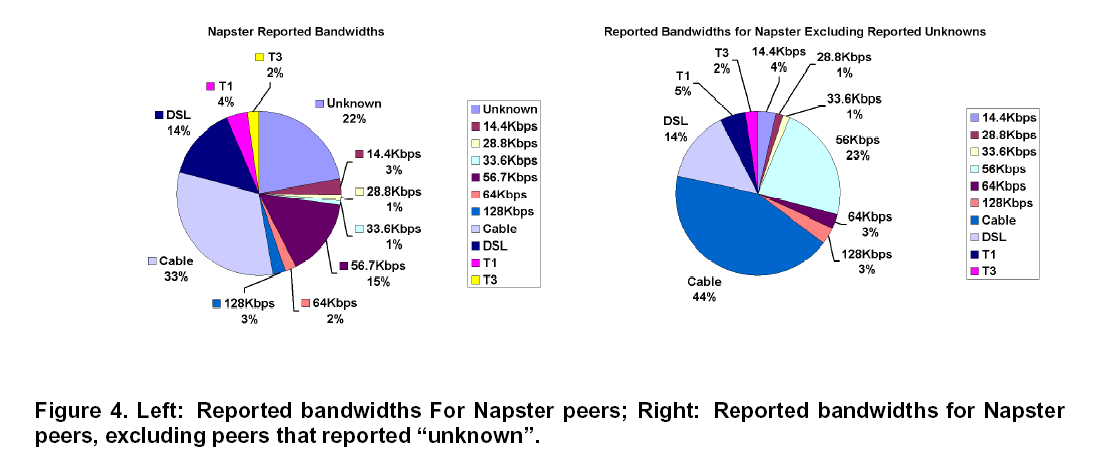 Napster Reported Bandwidths
T3
2%
T1
4%
Unknown
22%
DSL
14%
14.4Kbps
3%
28.8Kbps
1%
33.6Kbps
1%
Cable
33%
56.7Kbps
15%
128Kbps
3%
64Kbps
2%
Unknown
14.4Kbps
28.8Kbps
33.6Kbps
56.7Kbps
64Kbps
128Kbps
Cable
DSL
T1
T3
Reported Bandwidths for Napster Excluding Reported Unknowns
T3
2%
14.4Kbps
4%
28.8Kbps
1%
T1
5%
33.6Kbps
1%
DSL
14%
56Kbps
23%
64Kbps
3%
128Kbps
3%
Cable
44%
14.4Kbps
28.8Kbps
33.6Kbps
56Kbps
64Kbps
128Kbps
Cable
DSL
T1
T3
Figure 4. Left: Reported bandwidths For Napster peers; Right: Reported bandwidths for Napster
peers, excluding peers that reported “unknown”.